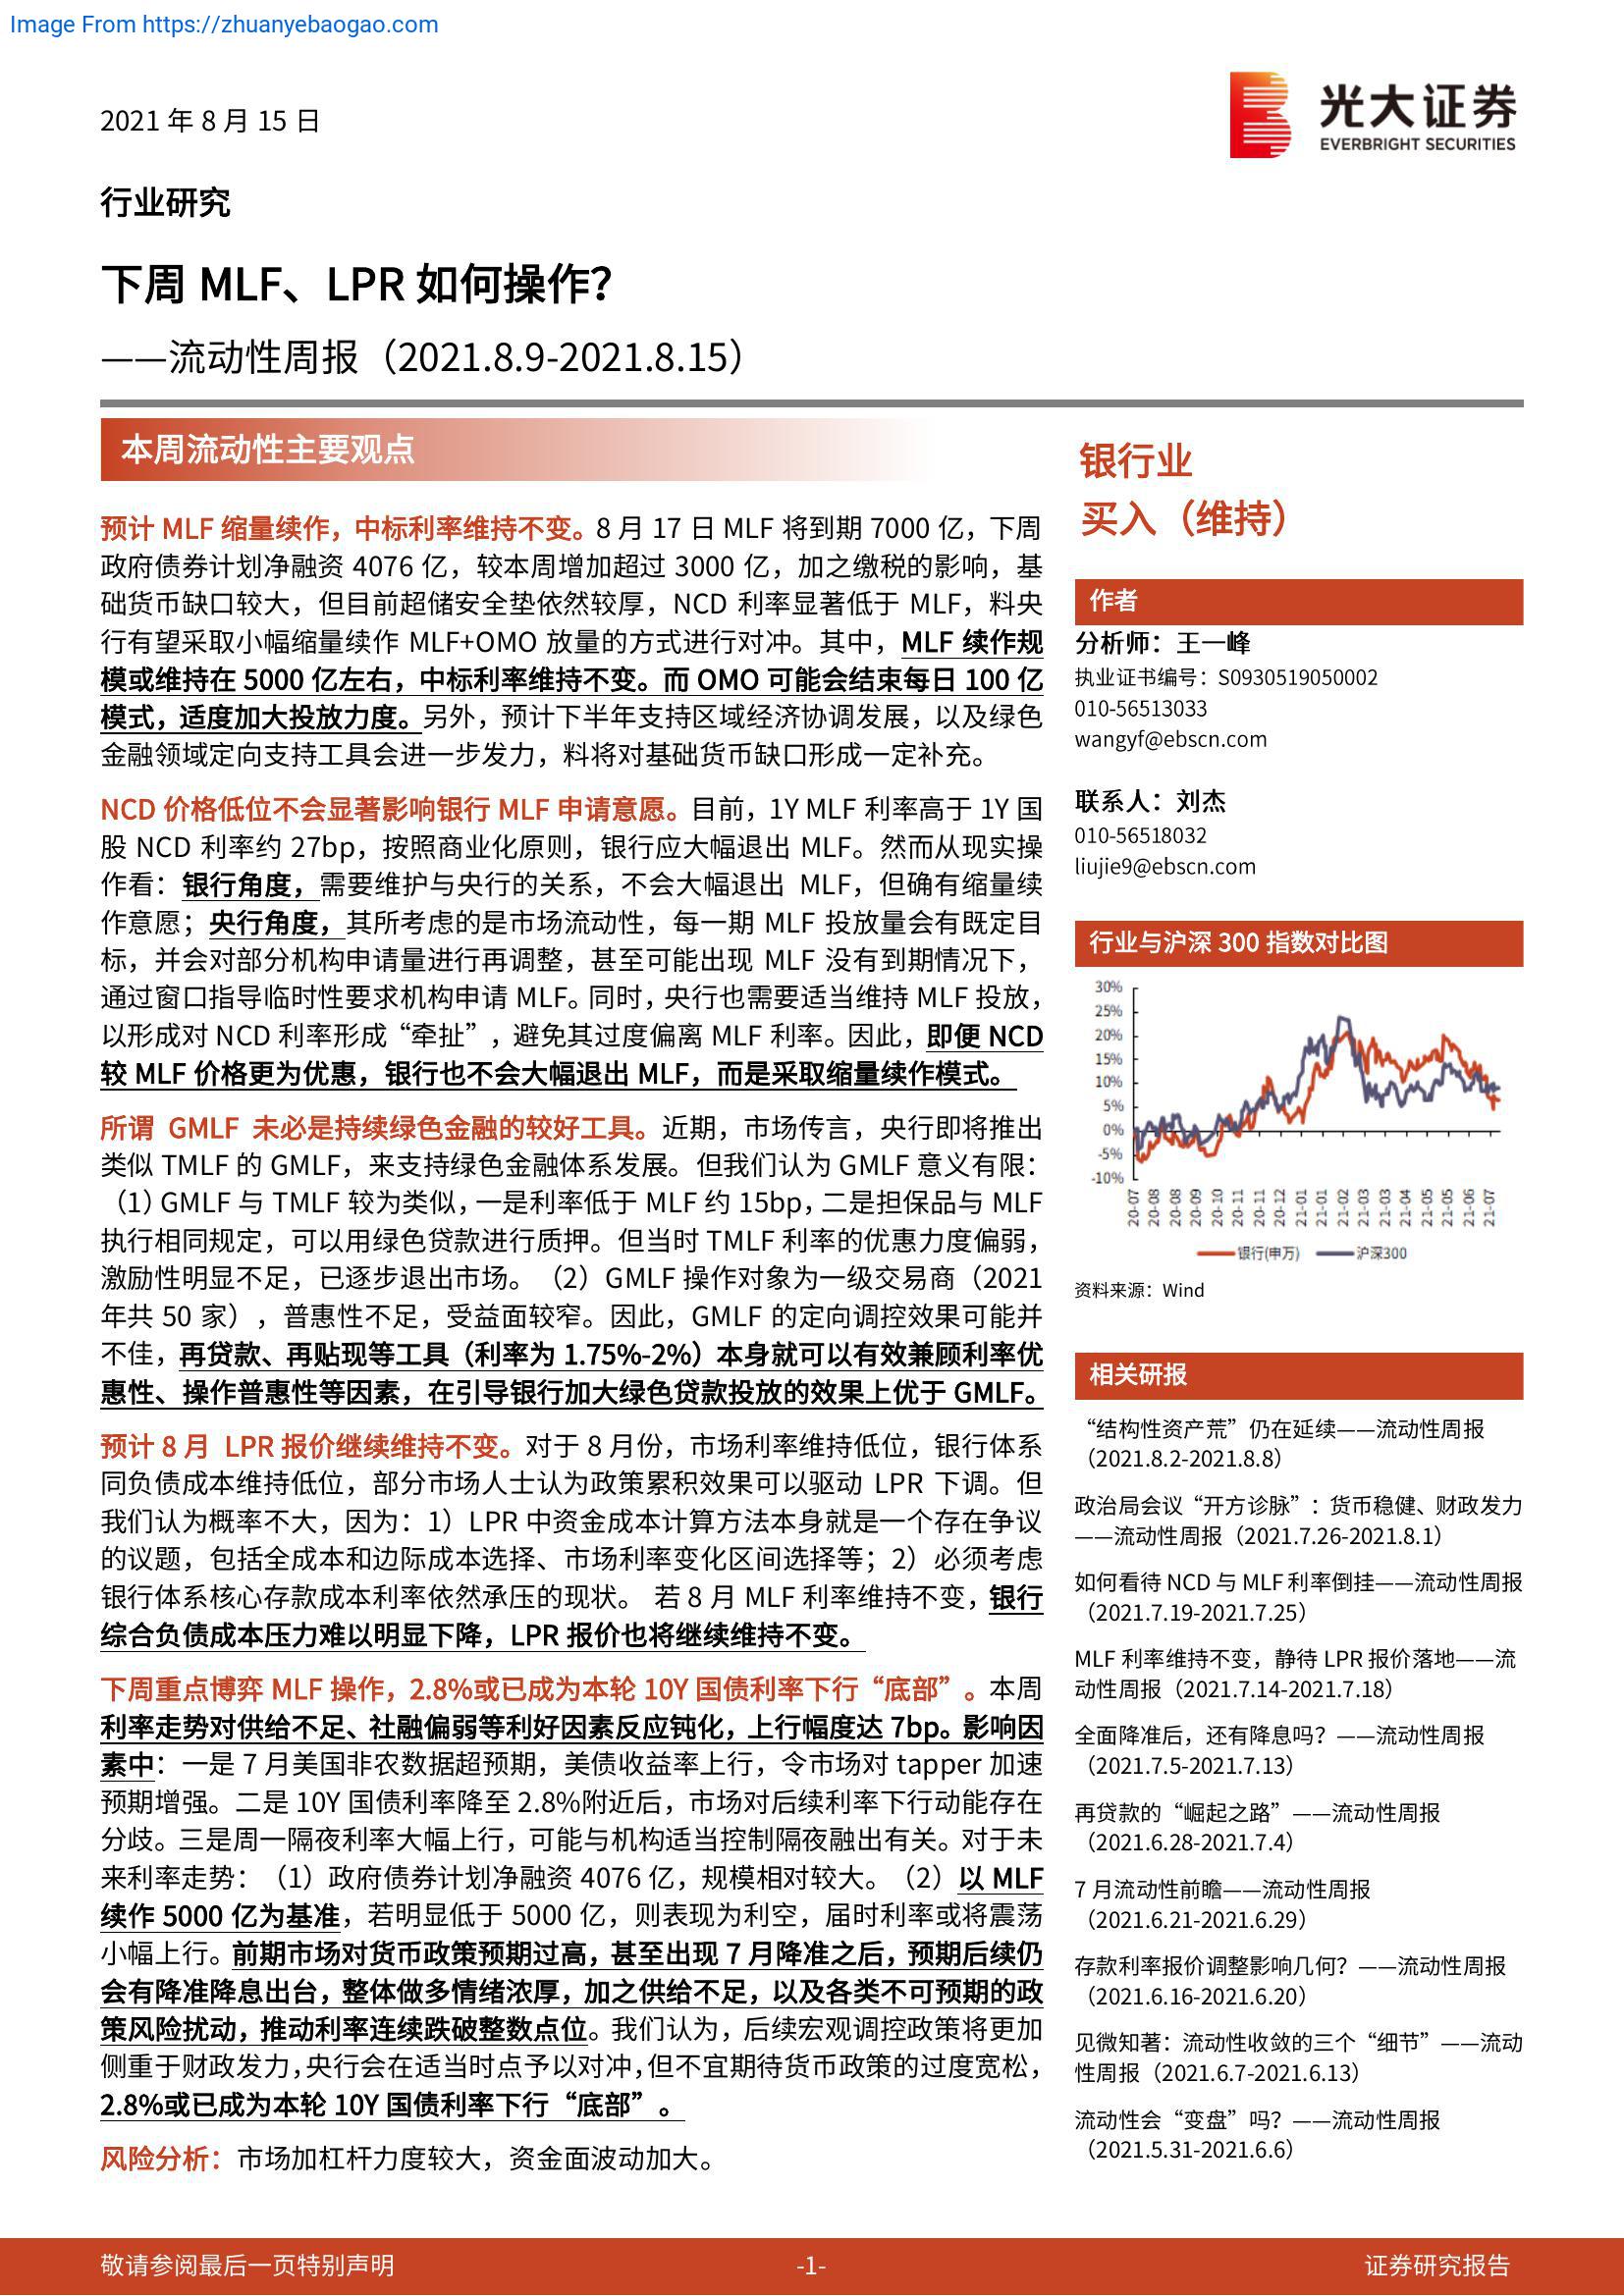 Image From https://zhuanyebaogao.com
2021 年 8 月 15 日
光大证券
EVERBRIGHT SECURITIES
行业研究
下周 MLF、LPR 如何操作？
——流动性周报（2021.8.9-2021.8.15）
本周流动性主要观点
预计 MLF 缩量续作，中标利率维持不变。8 月 17 日 MLF 将到期 7000 亿，下周
政府债券计划净融资 4076 亿，较本周增加超过 3000 亿，加之缴税的影响，基
础货币缺口较大，但目前超储安全垫依然较厚，NCD 利率显著低于 MLF，料央
行有望采取小幅缩量续作 MLF+OMO 放量的方式进行对冲。其中，MLF 续作规
模或维持在 5000 亿左右，中标利率维持不变。而 OMO 可能会结束每日 100 亿
模式，适度加大投放力度。另外，预计下半年支持区域经济协调发展，以及绿色
金融领域定向支持工具会进一步发力，料将对基础货币缺口形成一定补充。
NCD 价格低位不会显著影响银行 MLF 申请意愿。目前，1Y MLF 利率高于 1Y 国
股 NCD 利率约 27bp，按照商业化原则，银行应大幅退出 MLF。然而从现实操
作看：银行角度，需要维护与央行的关系，不会大幅退出 MLF，但确有缩量续
作意愿；央行角度，其所考虑的是市场流动性，每一期 MLF 投放量会有既定目
标，并会对部分机构申请量进行再调整，甚至可能出现 MLF 没有到期情况下，
通过窗口指导临时性要求机构申请 MLF。同时，央行也需要适当维持 MLF 投放，
以形成对 NCD 利率形成“牵扯”，避免其过度偏离 MLF 利率。因此，即便 NCD
较 MLF 价格更为优惠，银行也不会大幅退出 MLF，而是采取缩量续作模式。
所谓 GMLF 未必是持续绿色金融的较好工具。近期，市场传言，央行即将推出
类似 TMLF 的 GMLF，来支持绿色金融体系发展。但我们认为 GMLF 意义有限：
（1）GMLF 与 TMLF 较为类似，一是利率低于 MLF 约 15bp，二是担保品与 MLF
执行相同规定，可以用绿色贷款进行质押。但当时 TMLF 利率的优惠力度偏弱，
激励性明显不足，已逐步退出市场。（2）GMLF 操作对象为一级交易商（2021
年共 50 家），普惠性不足，受益面较窄。因此，GMLF 的定向调控效果可能并
不佳，再贷款、再贴现等工具（利率为 1.75%-2%）本身就可以有效兼顾利率优
惠性、操作普惠性等因素，在引导银行加大绿色贷款投放的效果上优于 GMLF。
预计 8 月 LPR 报价继续维持不变。对于 8 月份，市场利率维持低位，银行体系
同负债成本维持低位，部分市场人士认为政策累积效果可以驱动 LPR 下调。但
我们认为概率不大，因为：1）LPR 中资金成本计算方法本身就是一个存在争议
的议题，包括全成本和边际成本选择、市场利率变化区间选择等；2）必须考虑
银行体系核心存款成本利率依然承压的现状。 若 8 月 MLF 利率维持不变，银行
综合负债成本压力难以明显下降，LPR 报价也将继续维持不变。
下周重点博弈 MLF 操作，2.8%或已成为本轮 10Y 国债利率下行“底部”。本周
利率走势对供给不足、社融偏弱等利好因素反应钝化，上行幅度达 7bp。影响因
素中：一是 7 月美国非农数据超预期，美债收益率上行，令市场对 tapper 加速
预期增强。二是 10Y 国债利率降至 2.8%附近后，市场对后续利率下行动能存在
分歧。三是周一隔夜利率大幅上行，可能与机构适当控制隔夜融出有关。对于未
来利率走势：（1）政府债券计划净融资 4076 亿，规模相对较大。（2）以 MLF
续作 5000 亿为基准，若明显低于 5000 亿，则表现为利空，届时利率或将震荡
小幅上行。前期市场对货币政策预期过高，甚至出现 7 月降准之后，预期后续仍
会有降准降息出台，整体做多情绪浓厚，加之供给不足，以及各类不可预期的政
策风险扰动，推动利率连续跌破整数点位。我们认为，后续宏观调控政策将更加
侧重于财政发力，央行会在适当时点予以对冲，但不宜期待货币政策的过度宽松，
2.8%或已成为本轮 10Y 国债利率下行“底部”。
风险分析：市场加杠杆力度较大，资金面波动加大。
银行业
买入（维持）
作者
分析师：王一峰
执业证书编号：S0930519050002
010-56513033
wangyf@ebscn.com
联系人：刘杰
010-56518032
liujie9@ebscn.com
行业与沪深 300 指数对比图
30%
25%
20%
15%
10%
5%
0%
-5%
-10%
20-07
20-08
20-08
20-09
20-10
20-11
20-11
20-12
21-01
21-01
21-02
21-03
21-03
21-04
21-05
21-05
21-06
21-07
银行(申万) 沪深300
资料来源：Wind
相关研报
“结构性资产荒”仍在延续——流动性周报
（2021.8.2-2021.8.8）
政治局会议“开方诊脉”：货币稳健、财政发力
——流动性周报（2021.7.26-2021.8.1）
如何看待 NCD 与 MLF 利率倒挂——流动性周报
（2021.7.19-2021.7.25）
MLF 利率维持不变，静待 LPR 报价落地——流
动性周报（2021.7.14-2021.7.18）
全面降准后，还有降息吗？——流动性周报
（2021.7.5-2021.7.13）
再贷款的“崛起之路”——流动性周报
（2021.6.28-2021.7.4）
7 月流动性前瞻——流动性周报
（2021.6.21-2021.6.29）
存款利率报价调整影响几何？——流动性周报
（2021.6.16-2021.6.20）
见微知著：流动性收敛的三个“细节”——流动
性周报（2021.6.7-2021.6.13）
流动性会“变盘”吗？——流动性周报
（2021.5.31-2021.6.6）
敬请参阅最后一页特别声明
-1-
证券研究报告